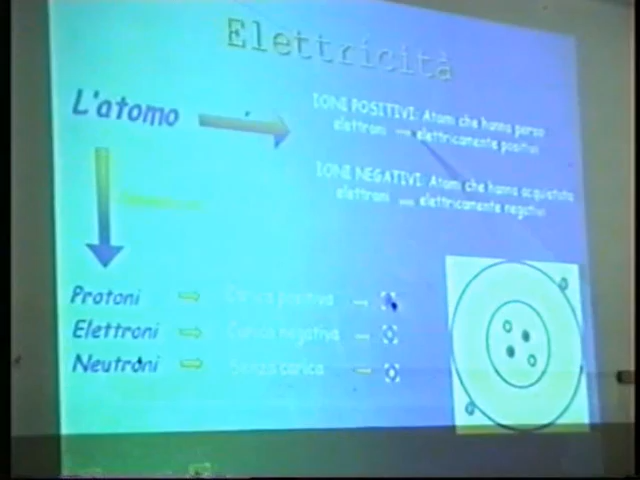 Elettricità
L'atomo
IONI POSITIVI: Atomi che hanno perso
elettroni → elettricamente positivi
IONI NEGATIVI: Atomi che hanno acquistato
elettroni → elettricamente negativi
Protoni
Carica positiva
Elettroni
Carica negativa
Neutroni
Senza carica